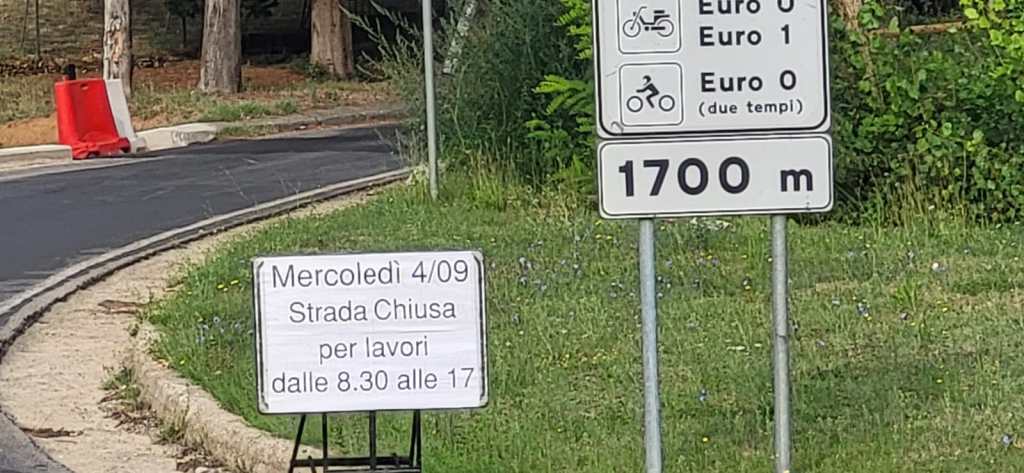 Euro 0
Euro 1
Euro 0
(due tempi)
1700 m
Mercoledì 4/09
Strada Chiusa
per lavori
dalle 8.30 alle 17